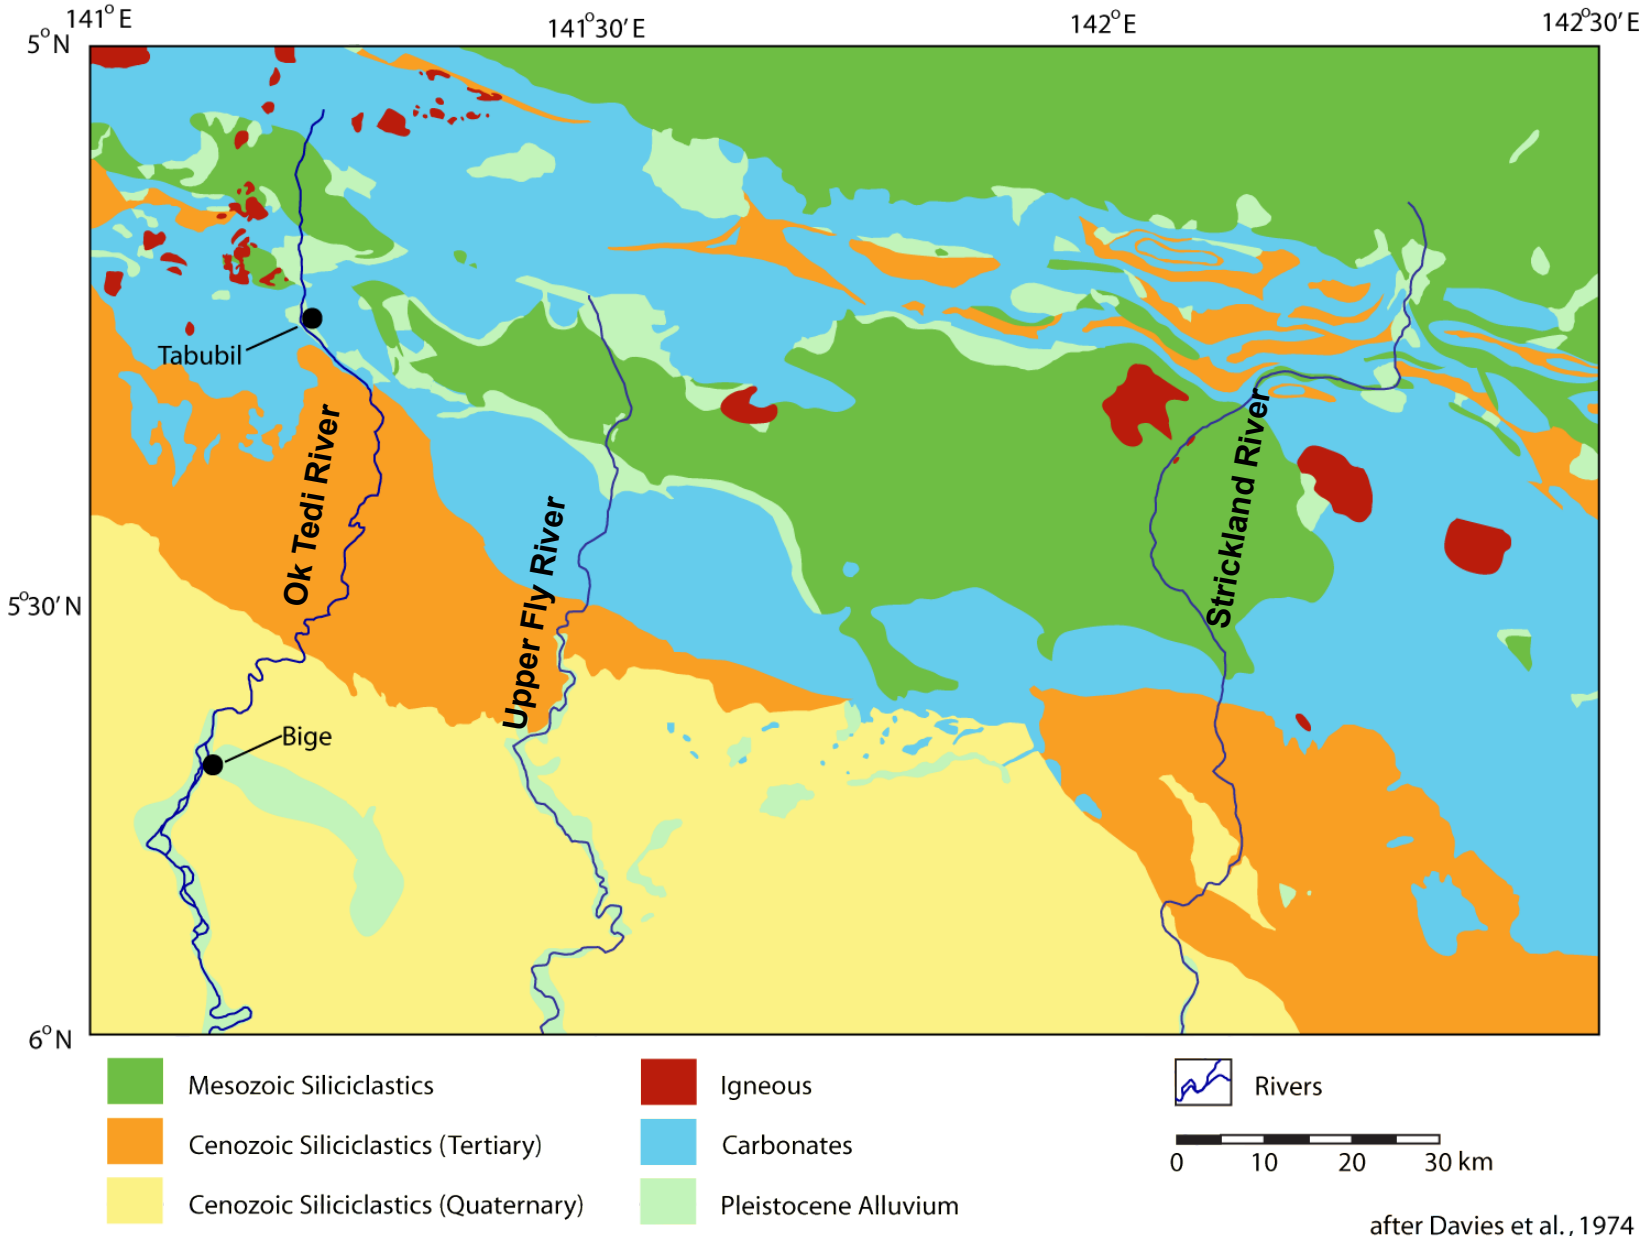 141° E
141°30′ E
142° E
142°30′ E
5° N
Tabubil
Ok Tedi River
Upper Fly River
Strickland River
5°30′ N
Bige
6° N
Mesozoic Siliciclastics
Igneous
Rivers
Cenozoic Siliciclastics (Tertiary)
Carbonates
0 10 20 30 km
Cenozoic Siliciclastics (Quaternary)
Pleistocene Alluvium
after Davies et al., 1974